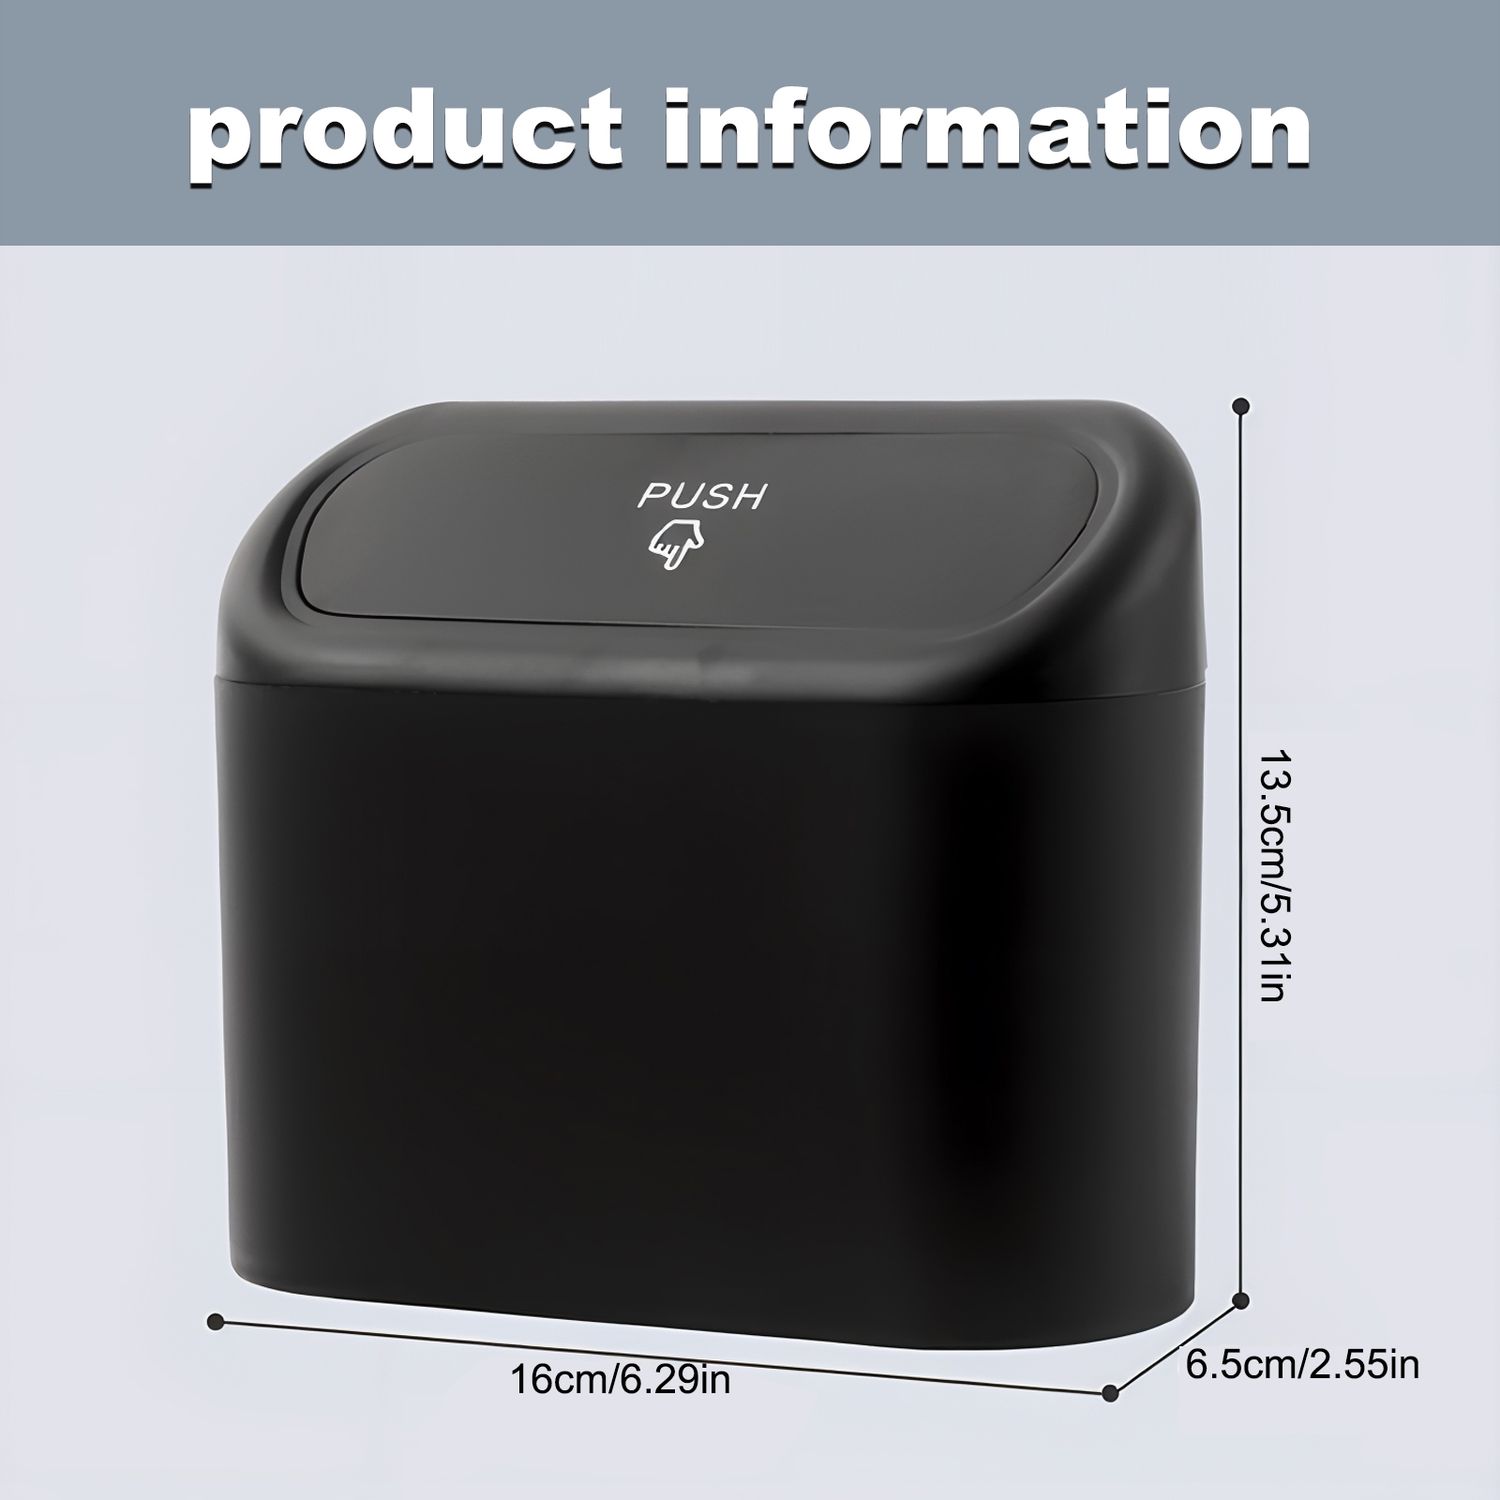 product information
PUSH
13.5cm/5.31in
16cm/6.29in
6.5cm/2.55in